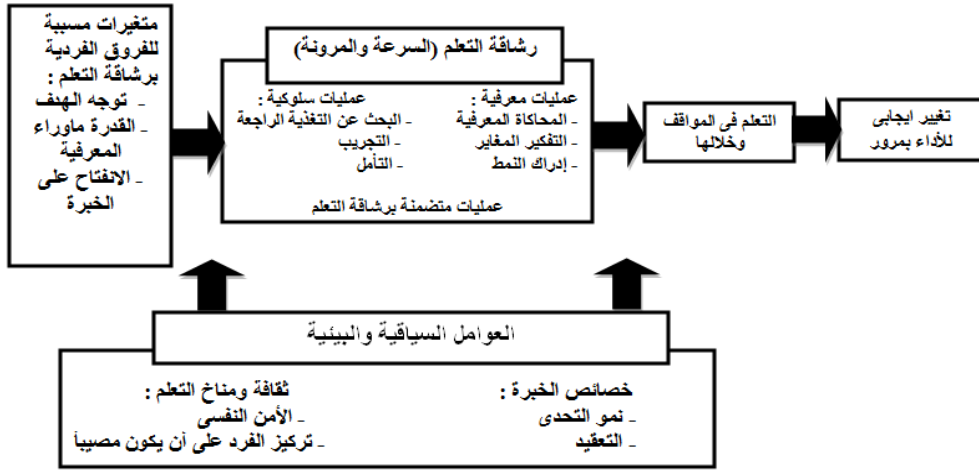 متغيرات مسببة
للفروق الفردية
برشاقة التعلم :
- توجه الهدف
- القدرة ماوراء
المعرفية
- الانفتاح على
الخبرة
رشاقة التعلم (السرعة والمرونة)
عمليات معرفية :
- المحاكاة المعرفية
- التفكير المغاير
- إدراك النمط
عمليات سلوكية :
- البحث عن التغذية الراجعة
- التجريب
- التأمل
عمليات متضمنة برشاقة التعلم
التعلم فى المواقف
وخلالها
تغيير ايجابى
للأداء بمرور
العوامل السياقية والبيئية
خصائص الخبرة :
- نمو التحدى
- التعقيد
ثقافة ومناخ التعلم :
- الأمن النفسى
- تركيز الفرد على أن يكون مصيباً